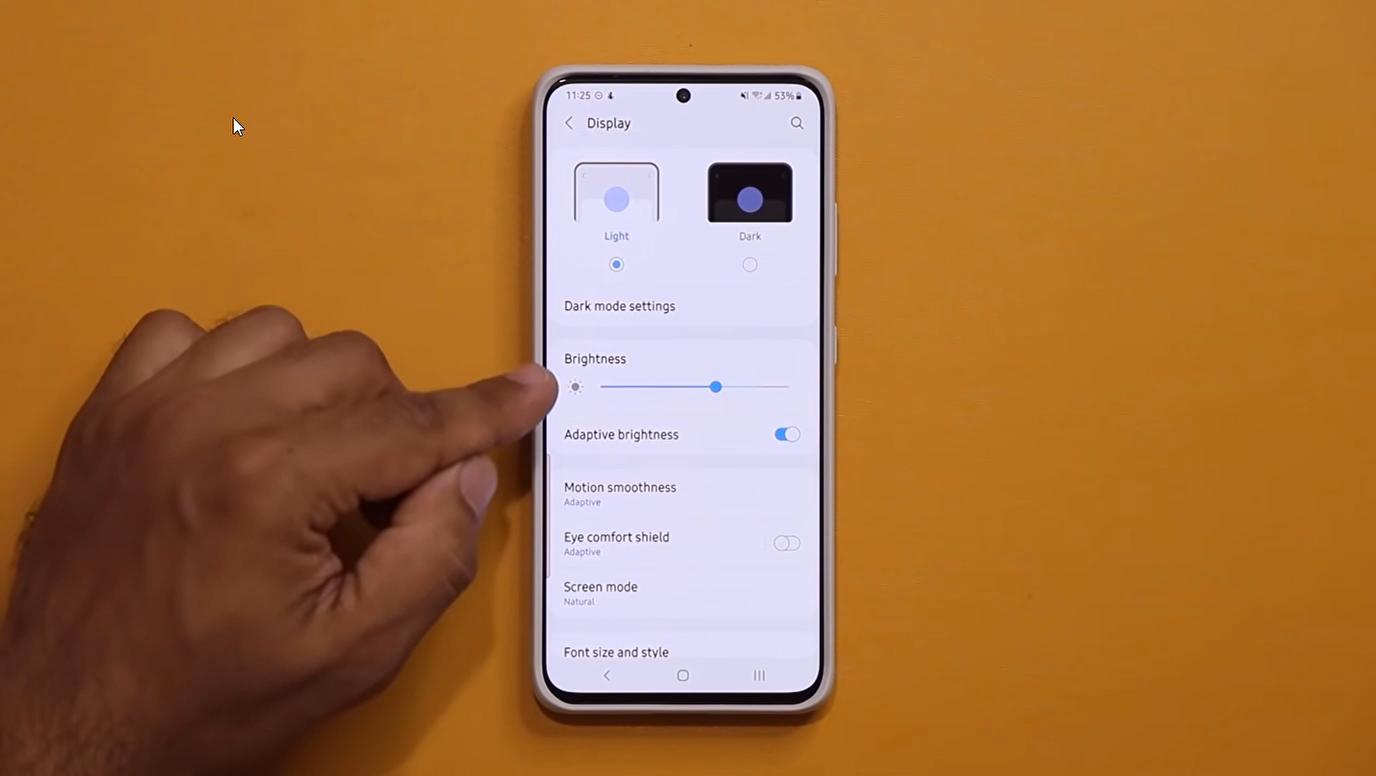 11:25 53%
Display
Light Dark
Dark mode settings
Brightness
Adaptive brightness
Motion smoothness
Adaptive
Eye comfort shield
Adaptive
Screen mode
Natural
Font size and style